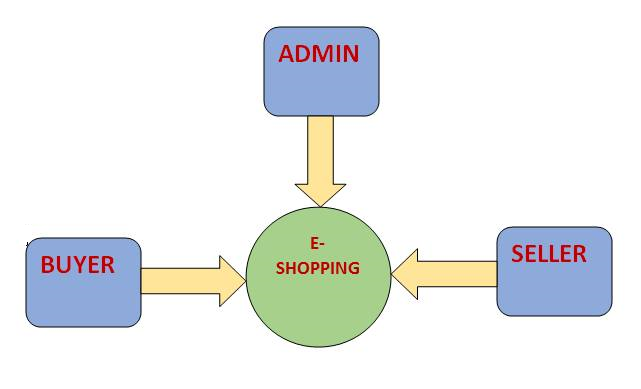 ADMIN
E-
SHOPPING
BUYER
SELLER